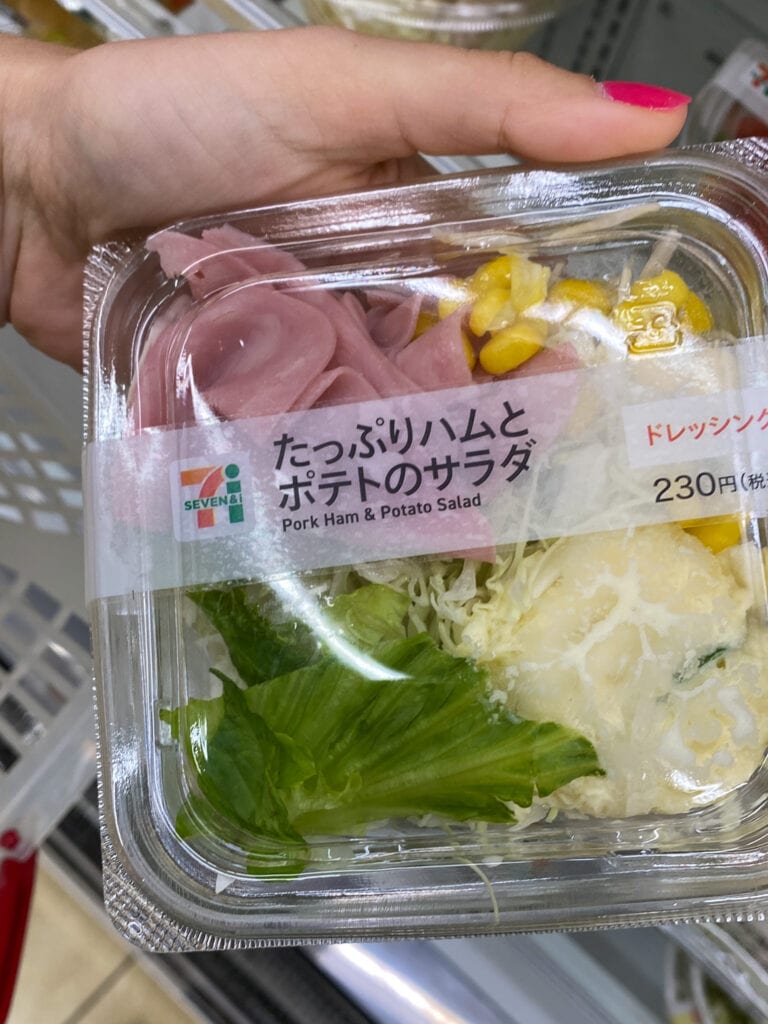 たっぷりハムと
ポテトのサラダ
Pork Ham & Potato Salad
SEVEN&i
ドレッシング
230円(税